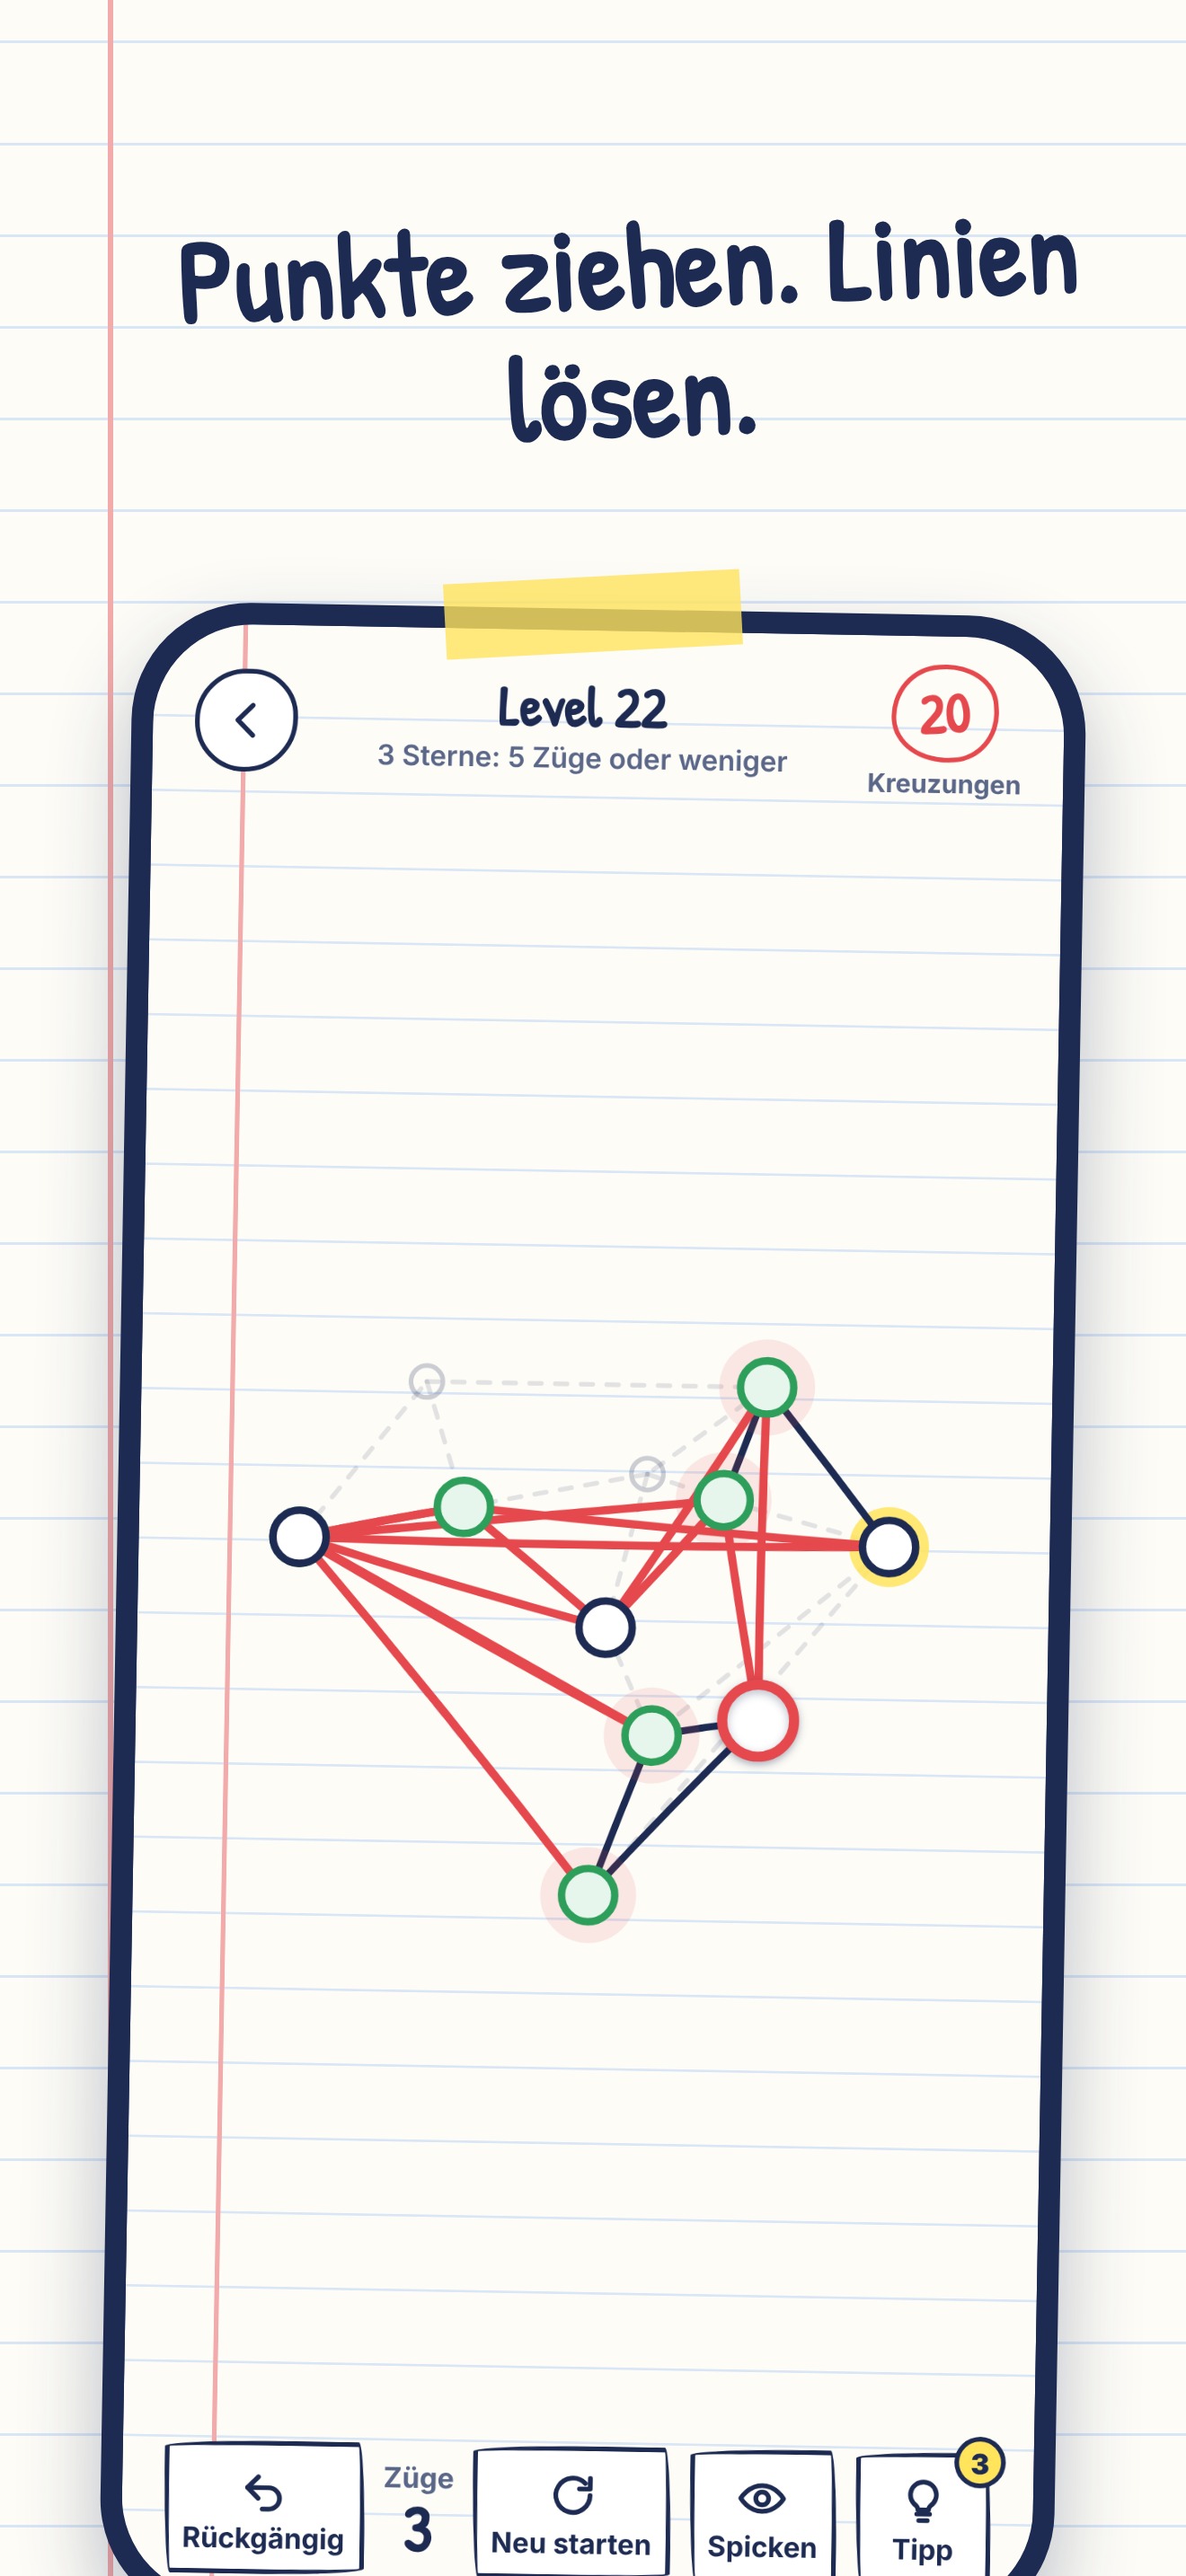 Punkte ziehen. Linien
lösen.
Level 22
3 Sterne: 5 Züge oder weniger
20
Kreuzungen
Rückgängig
Züge
3
Neu starten
Spicken
3
Tipp